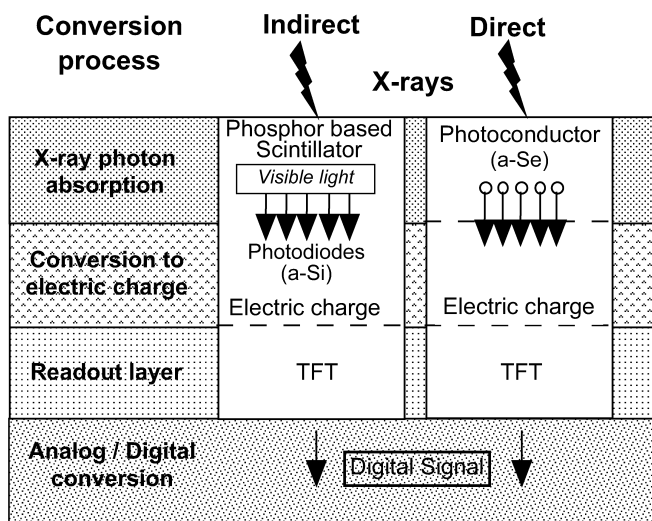 Conversion
process
Indirect
Direct
X-rays
X-ray photon
absorption
Phosphor based
Scintillator
Visible light
Photoconductor
(a-Se)
Conversion to
electric charge
Photodiodes
(a-Si)
Electric charge
Electric charge
Readout layer
TFT
TFT
Analog / Digital
conversion
Digital Signal